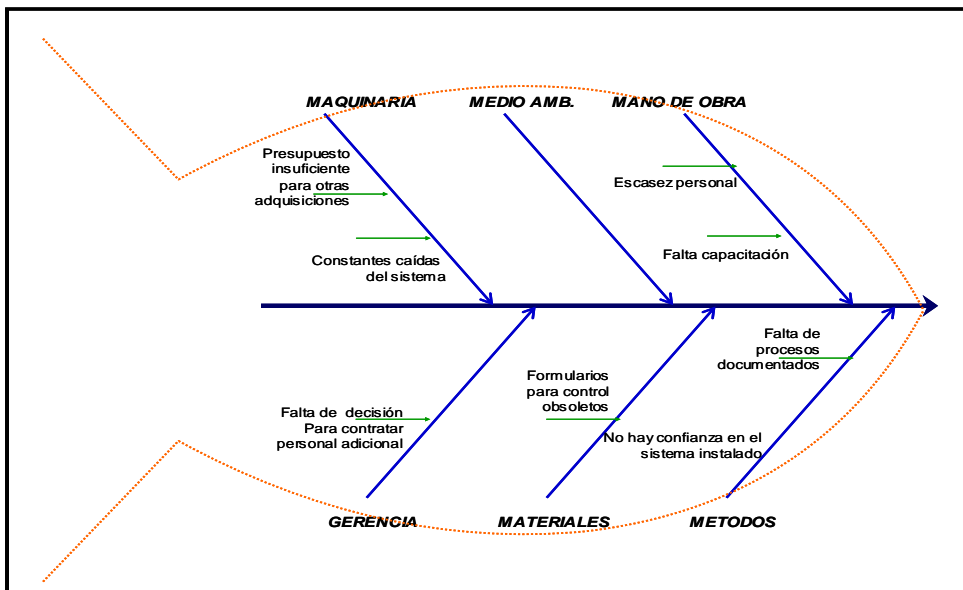 MAQUINARIA
MEDIO AMB.
MANO DE OBRA
Presupuesto
insuficiente
para otras
adquisiciones
Constantes caídas
del sistema
Escasez personal
Falta capacitación
Falta de decisión
Para contratar
personal adicional
Formularios
para control
obsoletos
Falta de
procesos
documentados
No hay confianza en el
sistema instalado
GERENCIA
MATERIALES
METODOS